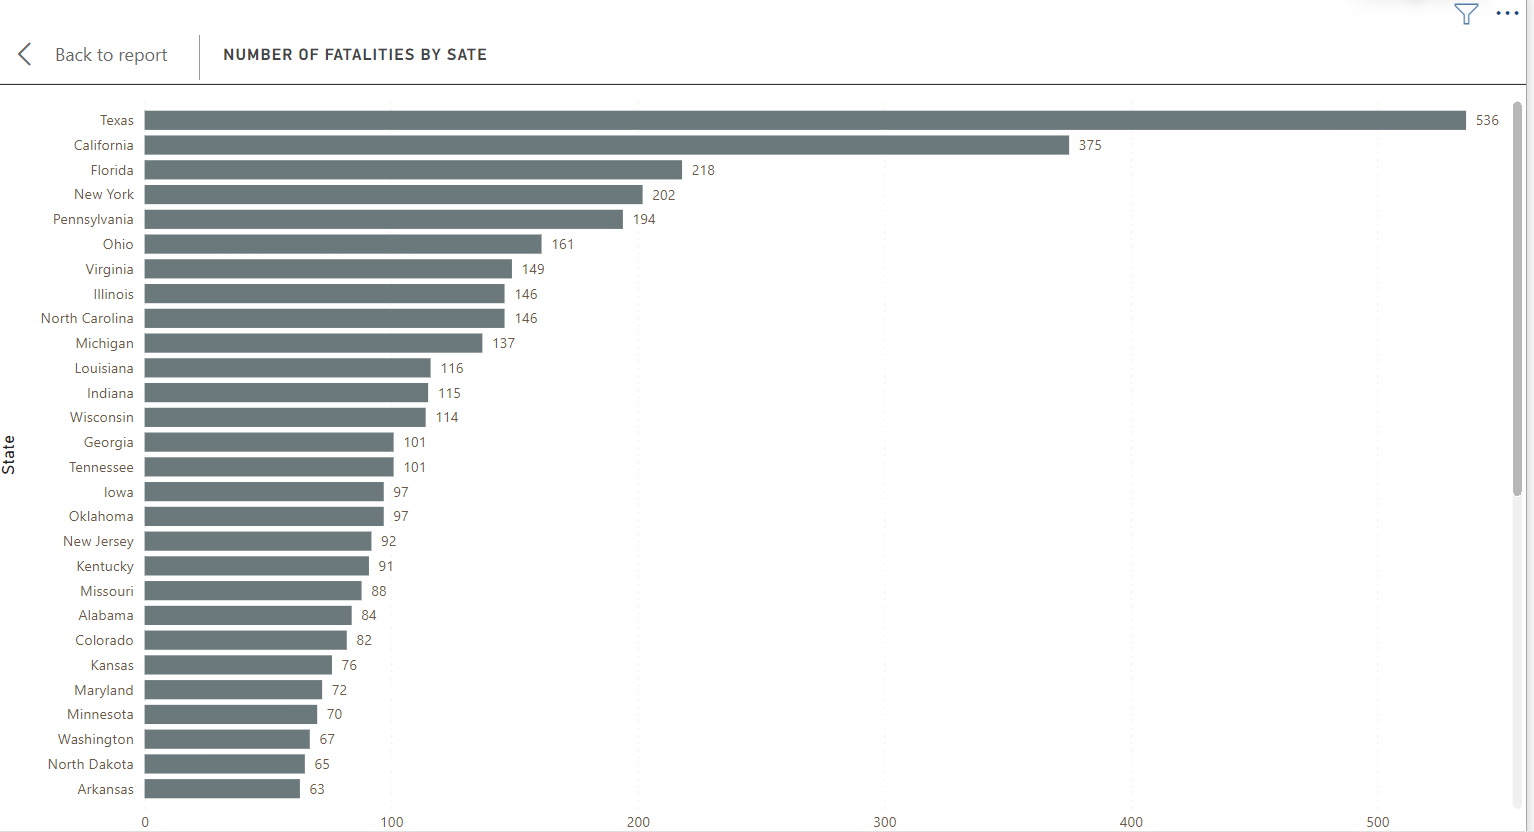 Back to report
NUMBER OF FATALITIES BY SATE
State
Texas 536
California 375
Florida 218
New York 202
Pennsylvania 194
Ohio 161
Virginia 149
Illinois 146
North Carolina 146
Michigan 137
Louisiana 116
Indiana 115
Wisconsin 114
Georgia 101
Tennessee 101
Iowa 97
Oklahoma 97
New Jersey 92
Kentucky 91
Missouri 88
Alabama 84
Colorado 82
Kansas 76
Maryland 72
Minnesota 70
Washington 67
North Dakota 65
Arkansas 63
0 100 200 300 400 500